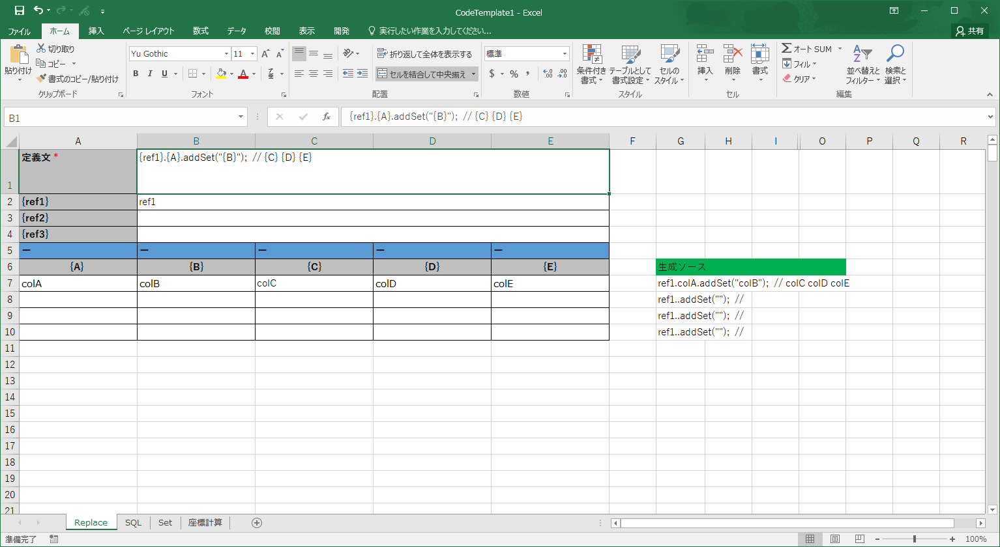 CodeTemplate1 - Excel
ファイル ホーム 挿入 ページ レイアウト 数式 データ 校閲 表示 開発 実行したい作業を入力してください... 共有
貼り付け 切り取り コピー 書式のコピー/貼り付け クリップボード
Yu Gothic 11 A A B I U A フォント
折り返して全体を表示する セルを結合して中央揃え 配置
標準 $ % , .00 .0 数値
条件付き書式 テーブルとして書式設定 セルのスタイル スタイル
挿入 削除 書式 セル
オート SUM フィル クリア 並べ替えとフィルター 検索と選択 編集
B1 fx {ref1}.{A}.addSet("{B}"); // {C} {D} {E}
A B C D E F G H I O P Q R
1 定義文 * {ref1}.{A}.addSet("{B}"); // {C} {D} {E}
2 {ref1} ref1
3 {ref2}
4 {ref3}
5 ー ー ー ー ー
6 {A} {B} {C} {D} {E} 生成ソース
7 colA colB colC colD colE ref1.colA.addSet("colB"); // colC colD colE
8 ref1..addSet(""); //
9 ref1..addSet(""); //
10 ref1..addSet(""); //
11
12
13
14
15
16
17
18
19
20
21
Replace SQL Set 座標計算
準備完了 100%